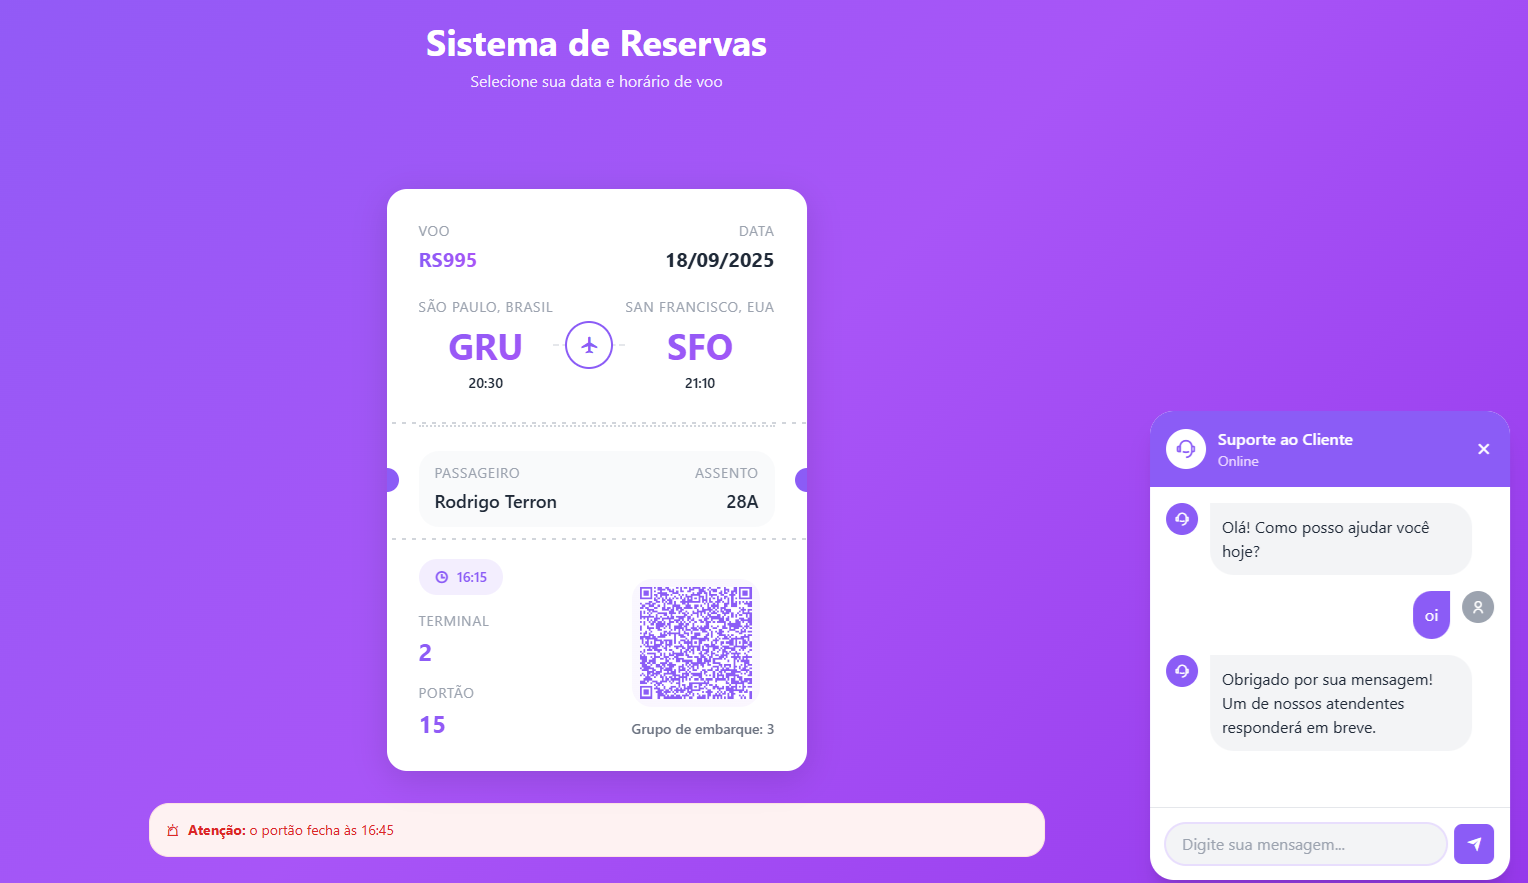 Sistema de Reservas
Selecione sua data e horário de voo
VOO
DATA
RS995
18/09/2025
SÃO PAULO, BRASIL
SAN FRANCISCO, EUA
GRU
SFO
20:30
21:10
PASSAGEIRO
ASSENTO
Rodrigo Terron
28A
16:15
TERMINAL
2
PORTÃO
15
Grupo de embarque: 3
Atenção: o portão fecha às 16:45
Suporte ao Cliente
Online
Olá! Como posso ajudar você
hoje?
oi
Obrigado por sua mensagem!
Um de nossos atendentes
responderá em breve.
Digite sua mensagem...